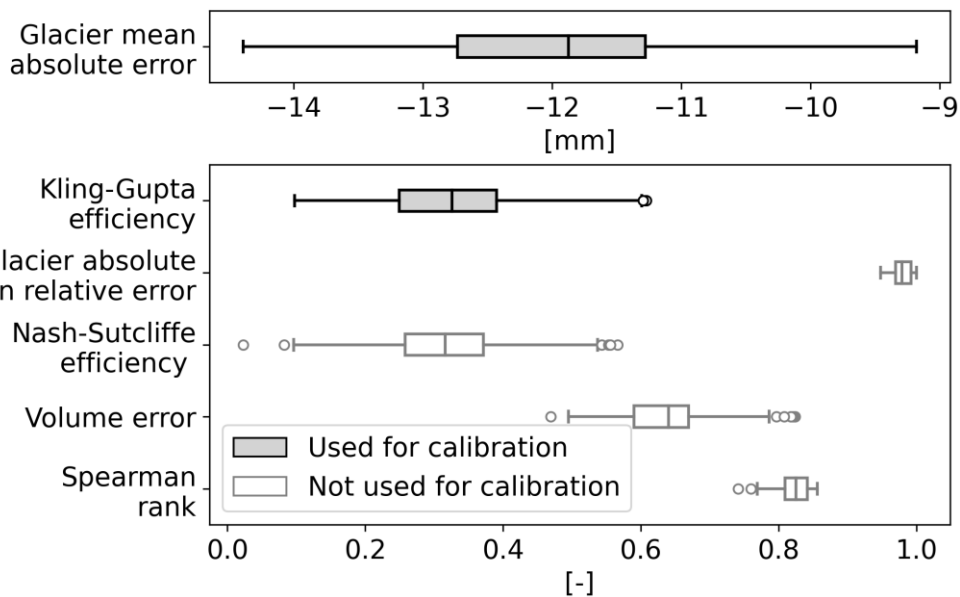 Glacier mean
absolute error
−14 −13 −12 −11 −10 −9
[mm]
Kling-Gupta
efficiency
lacier absolute
n relative error
Nash-Sutcliffe
efficiency
Volume error
Spearman
rank
Used for calibration
Not used for calibration
0.0 0.2 0.4 0.6 0.8 1.0
[-]